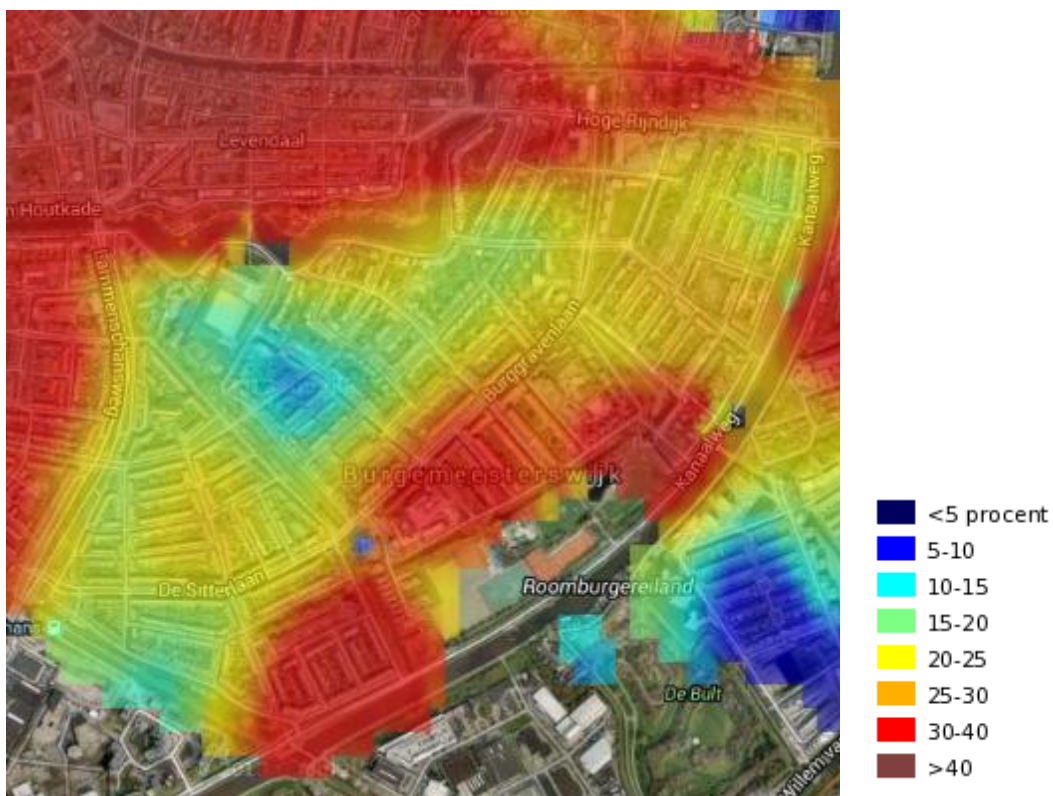 Levendaal
Hoge Rijndijk
Kanaalweg
n Houtkade
Lammenschansweg
Burggravenlaan
Burgemeesterswijk
Kanaalweg
De Sitterlaan
Roomburgereiland
De Bult
<5 procent
5-10
10-15
15-20
20-25
25-30
30-40
>40